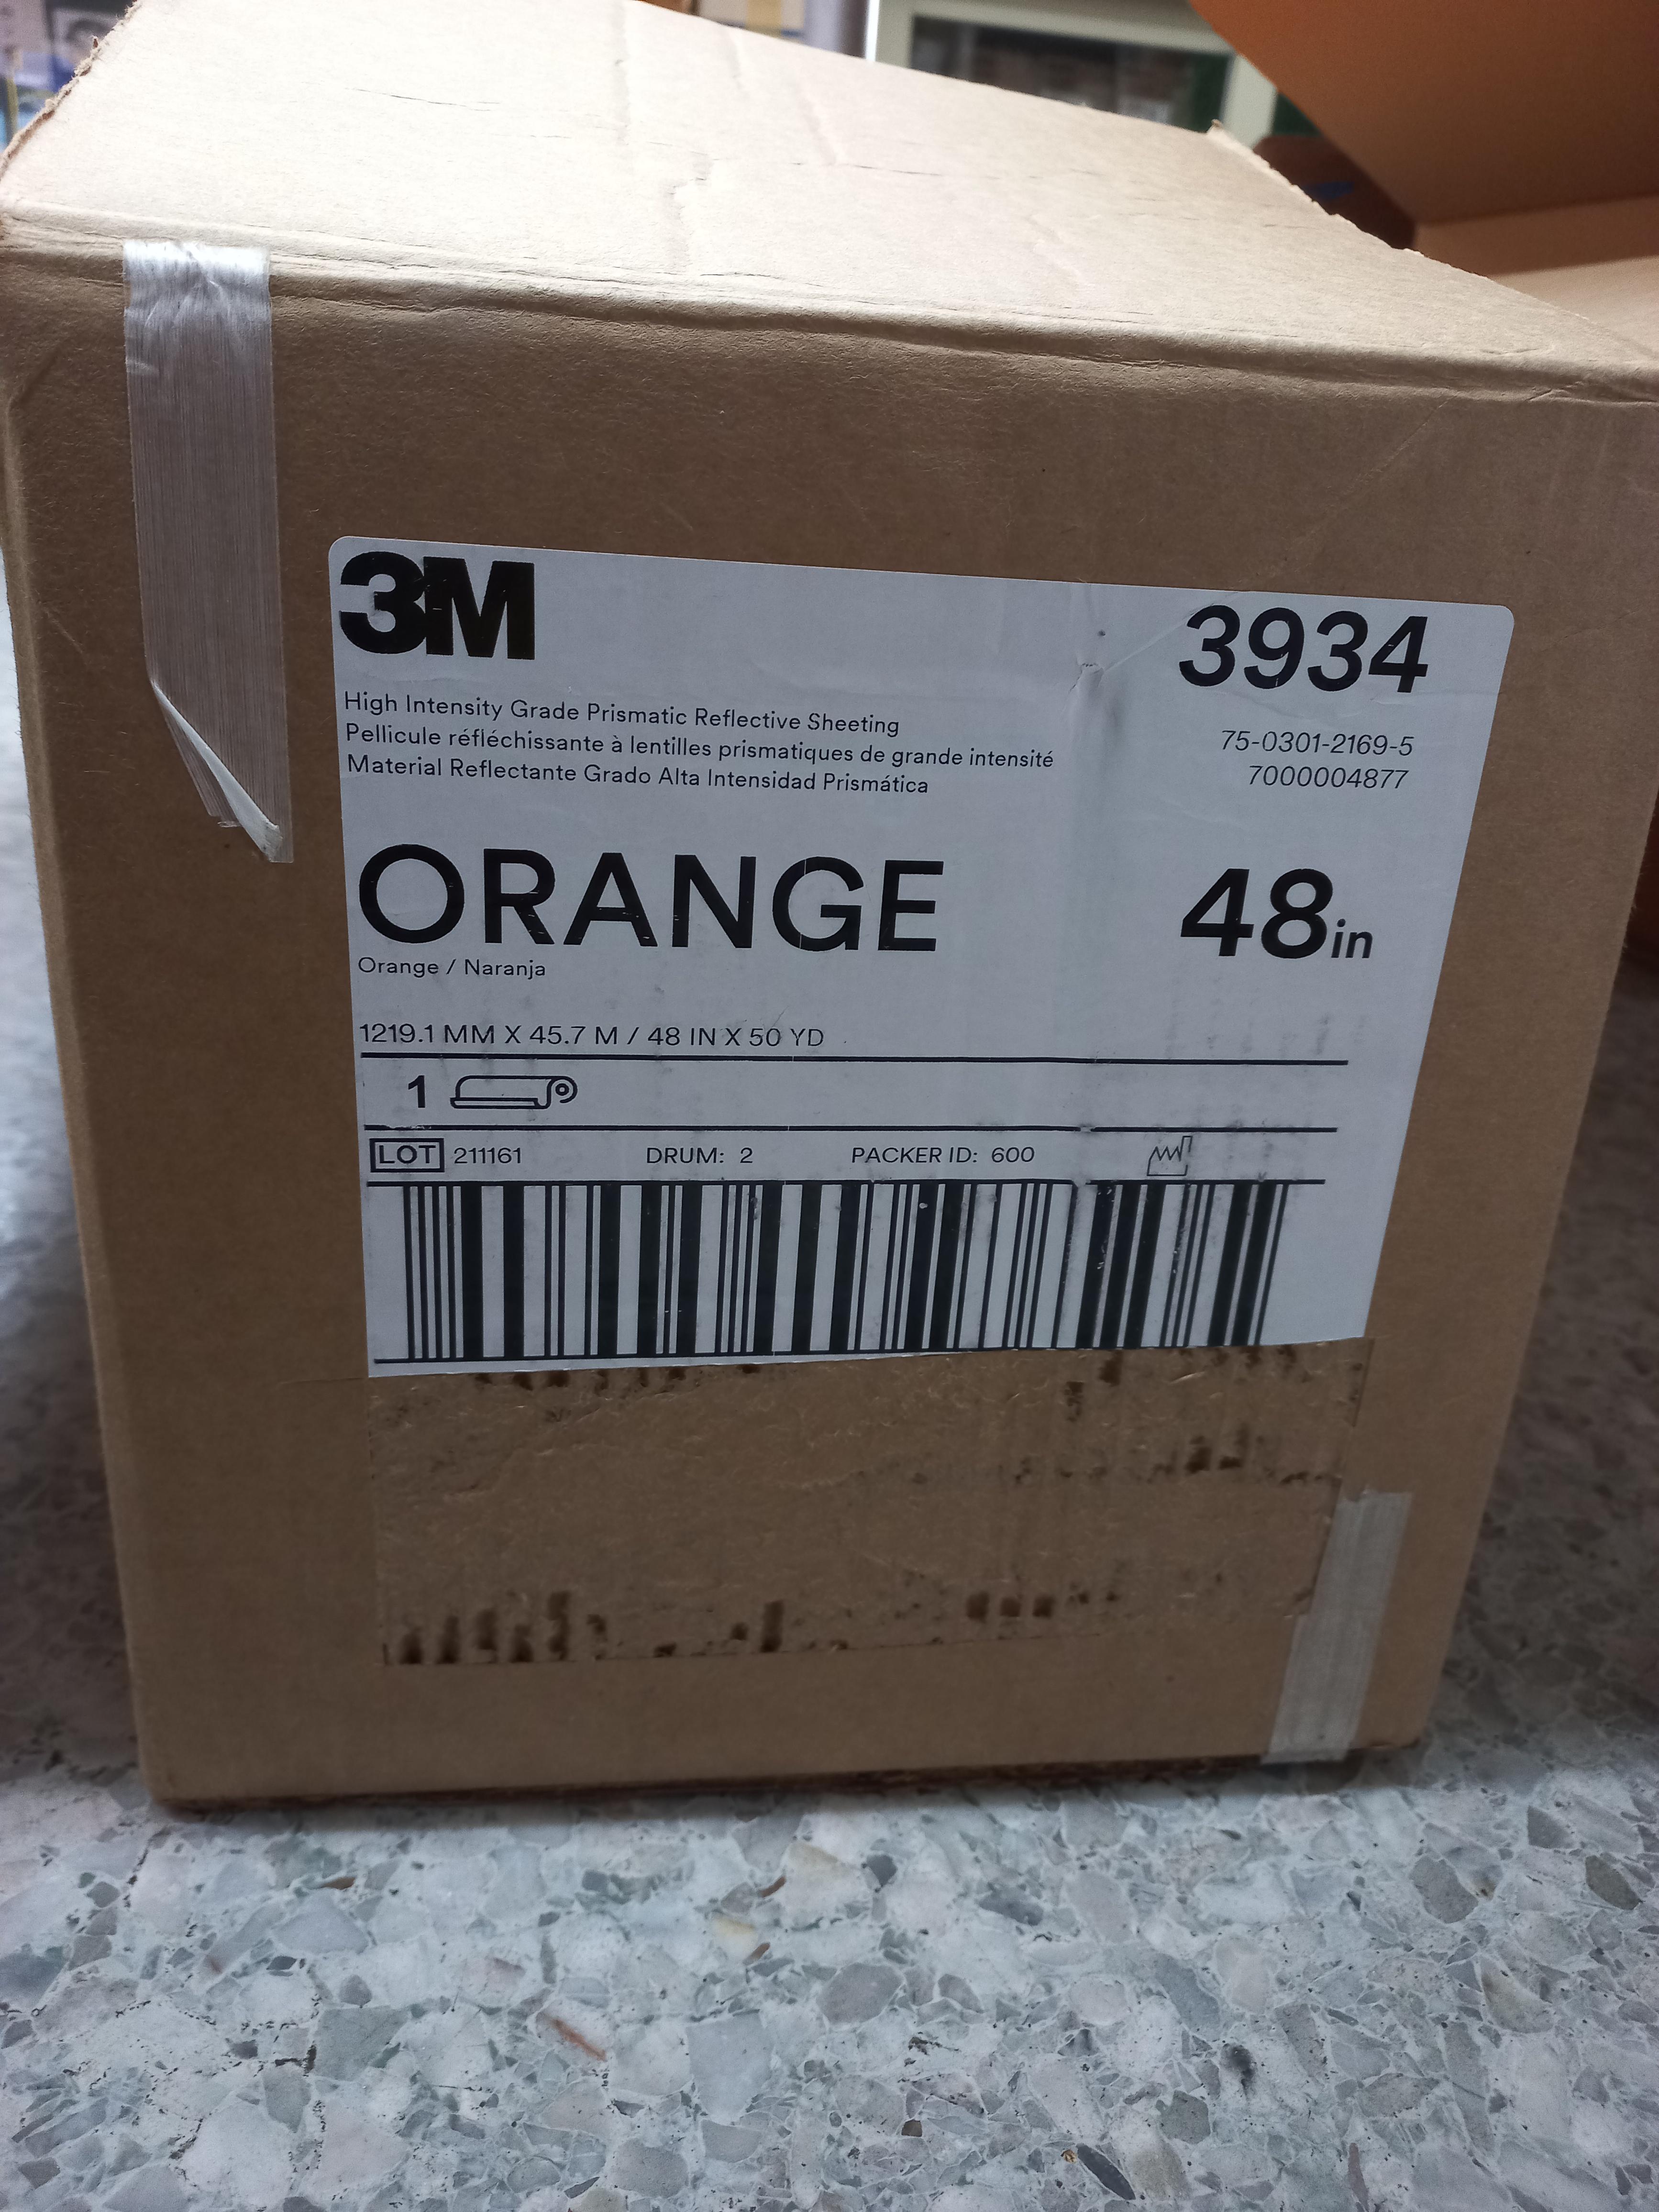 3M
3934
High Intensity Grade Prismatic Reflective Sheeting
Pellicule réfléchissante à lentilles prismatiques de grande intensité
Material Reflectante Grado Alta Intensidad Prismática
75-0301-2169-5
7000004877
ORANGE
48in
Orange / Naranja
1219.1 MM X 45.7 M / 48 IN X 50 YD
1
LOT 211161 DRUM: 2 PACKER ID: 600